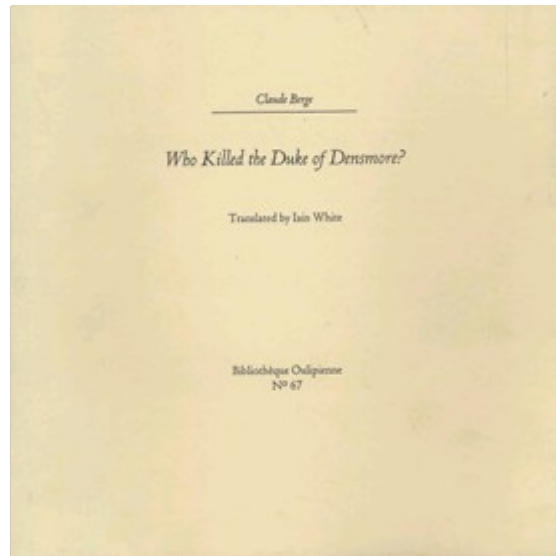 Claude Berge
Who Killed the Duke of Densmore?
Translated by Iain White
Bibliothèque Oulipienne
Nº 67